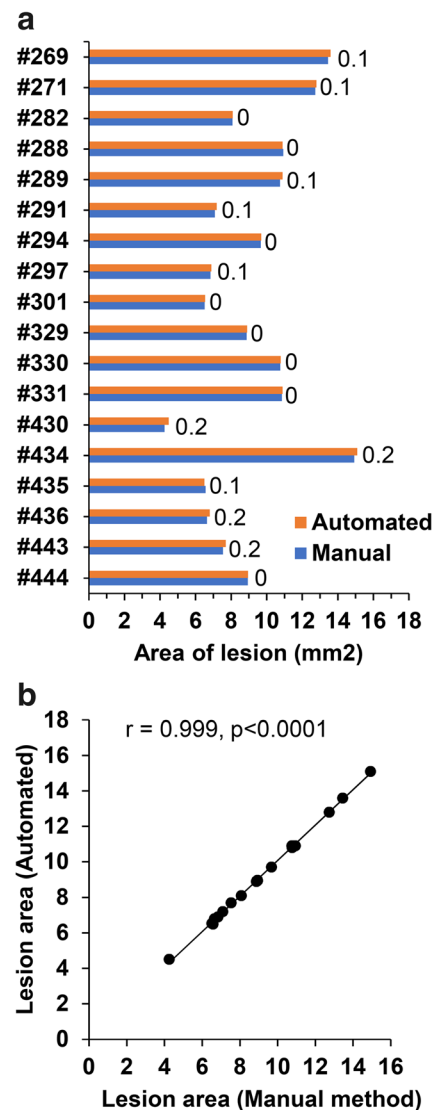 a
#269 0.1
#271 0.1
#282 0
#288 0
#289 0.1
#291 0.1
#294 0
#297 0.1
#301 0
#329 0
#330 0
#331 0
#430 0.2
#434 0.2
#435 0.1
#436 0.2
#443 0.2
#444 0
Automated
Manual
0 2 4 6 8 10 12 14 16 18
Area of lesion (mm2)
b
r = 0.999, p<0.0001
Lesion area (Automated)
18
16
14
12
10
8
6
4
2
0
0 2 4 6 8 10 12 14 16
Lesion area (Manual method)